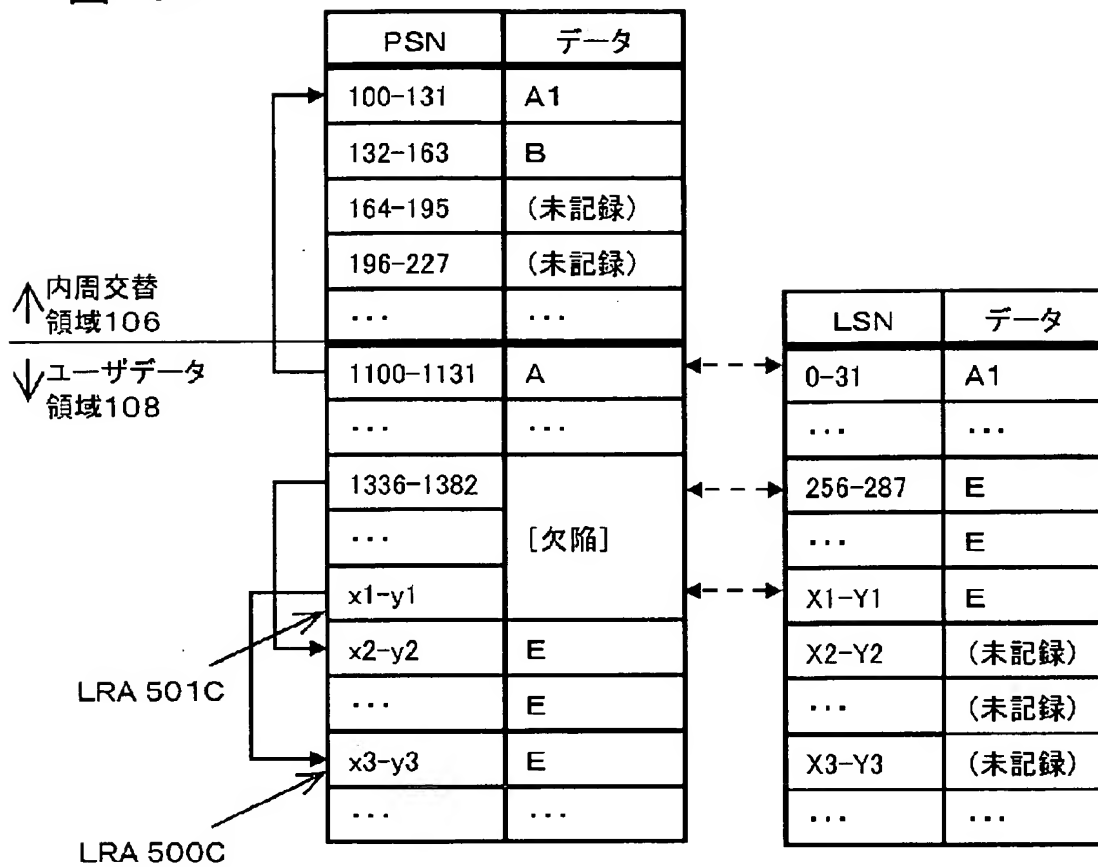 PSN データ
100-131 A1
132-163 B
164-195 (未記録)
196-227 (未記録)
... ...
内周交替
領域106
ユーザデータ
領域108
1100-1131 A
... ...
1336-1382
...
[欠陥]
x1-y1
x2-y2 E
... E
x3-y3 E
... ...
LRA 501C
LRA 500C
LSN データ
0-31 A1
... ...
256-287 E
... E
X1-Y1 E
X2-Y2 (未記録)
... (未記録)
X3-Y3 (未記録)
... ...